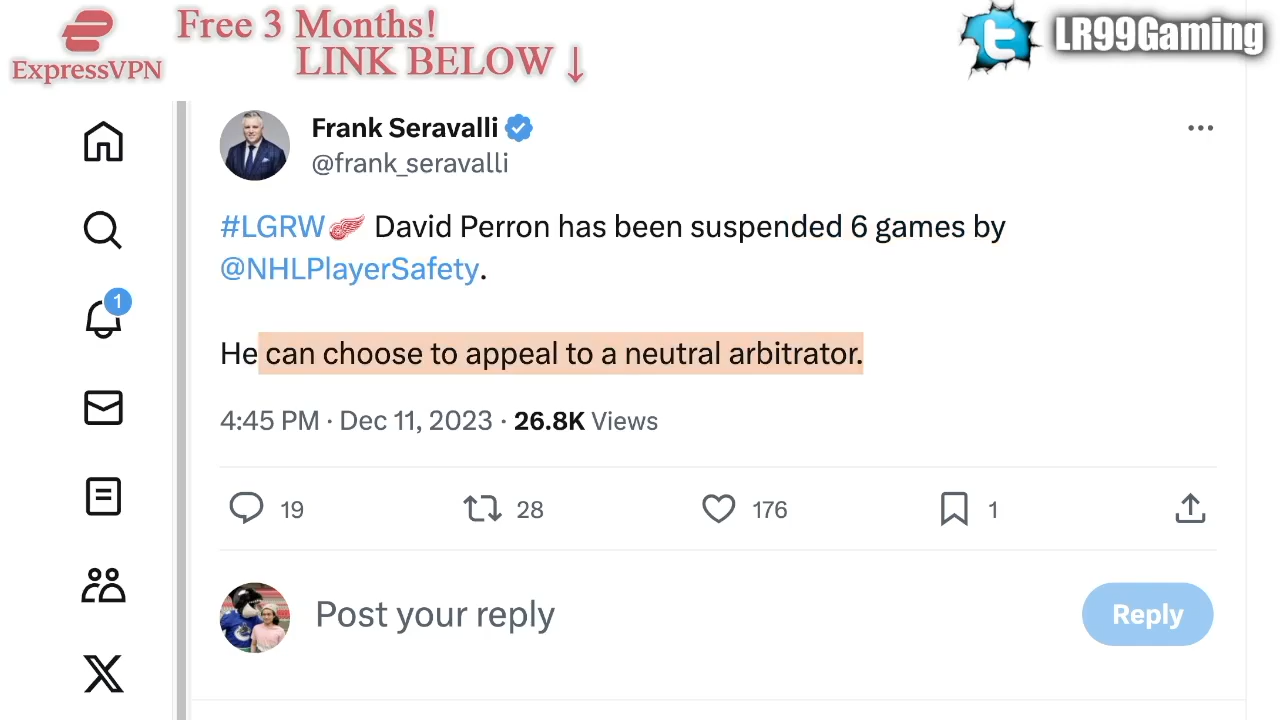 Free 3 Months!
LINK BELOW ↓
ExpressVPN
LR99Gaming
Frank Seravalli
@frank_seravalli
#LGRW David Perron has been suspended 6 games by
@NHLPlayerSafety.
He can choose to appeal to a neutral arbitrator.
4:45 PM · Dec 11, 2023 · 26.8K Views
19 28 176 1
1
Post your reply
Reply